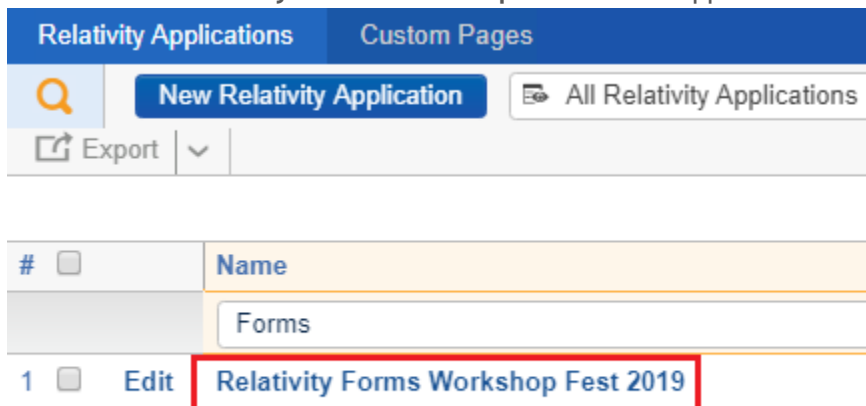 Relativity Applications Custom Pages
New Relativity Application All Relativity Applications
Export
# Name
Forms
1 Edit Relativity Forms Workshop Fest 2019